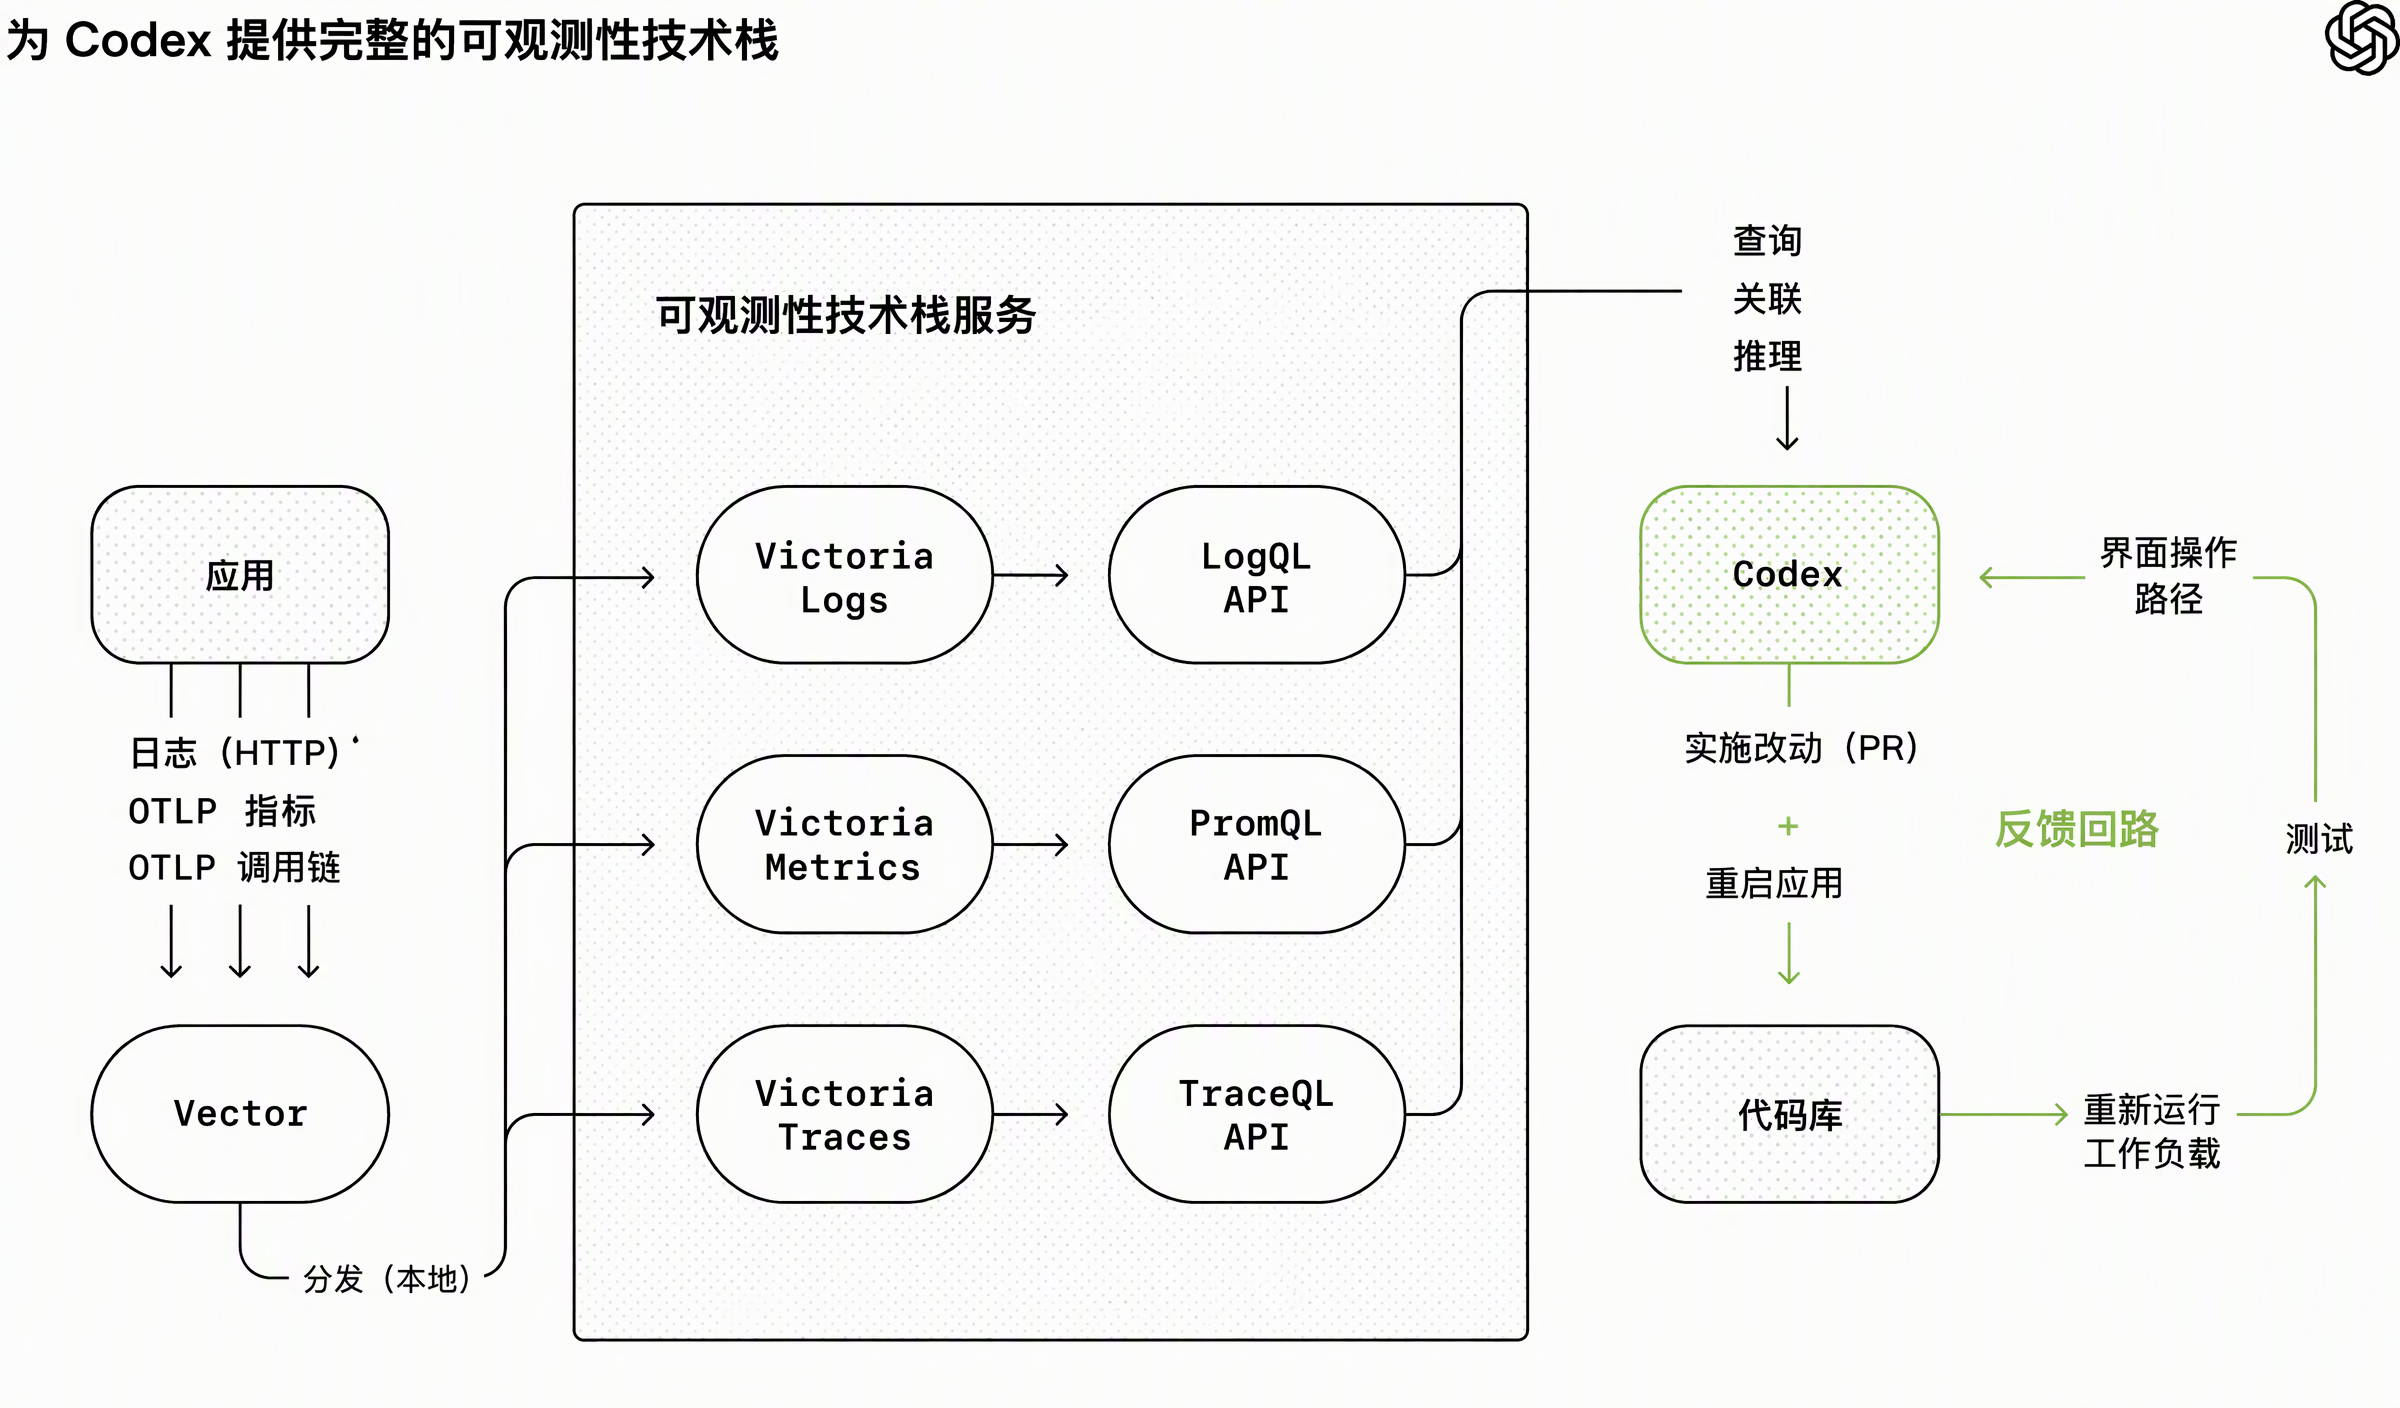 为 Codex 提供完整的可观测性技术栈
可观测性技术栈服务
应用
日志（HTTP）
OTLP 指标
OTLP 调用链
Vector
分发（本地）
Victoria
Logs
LogQL
API
Victoria
Metrics
PromQL
API
Victoria
Traces
TraceQL
API
查询
关联
推理
Codex
实施改动（PR）
+
重启应用
代码库
反馈回路
重新运行
工作负载
测试
界面操作
路径